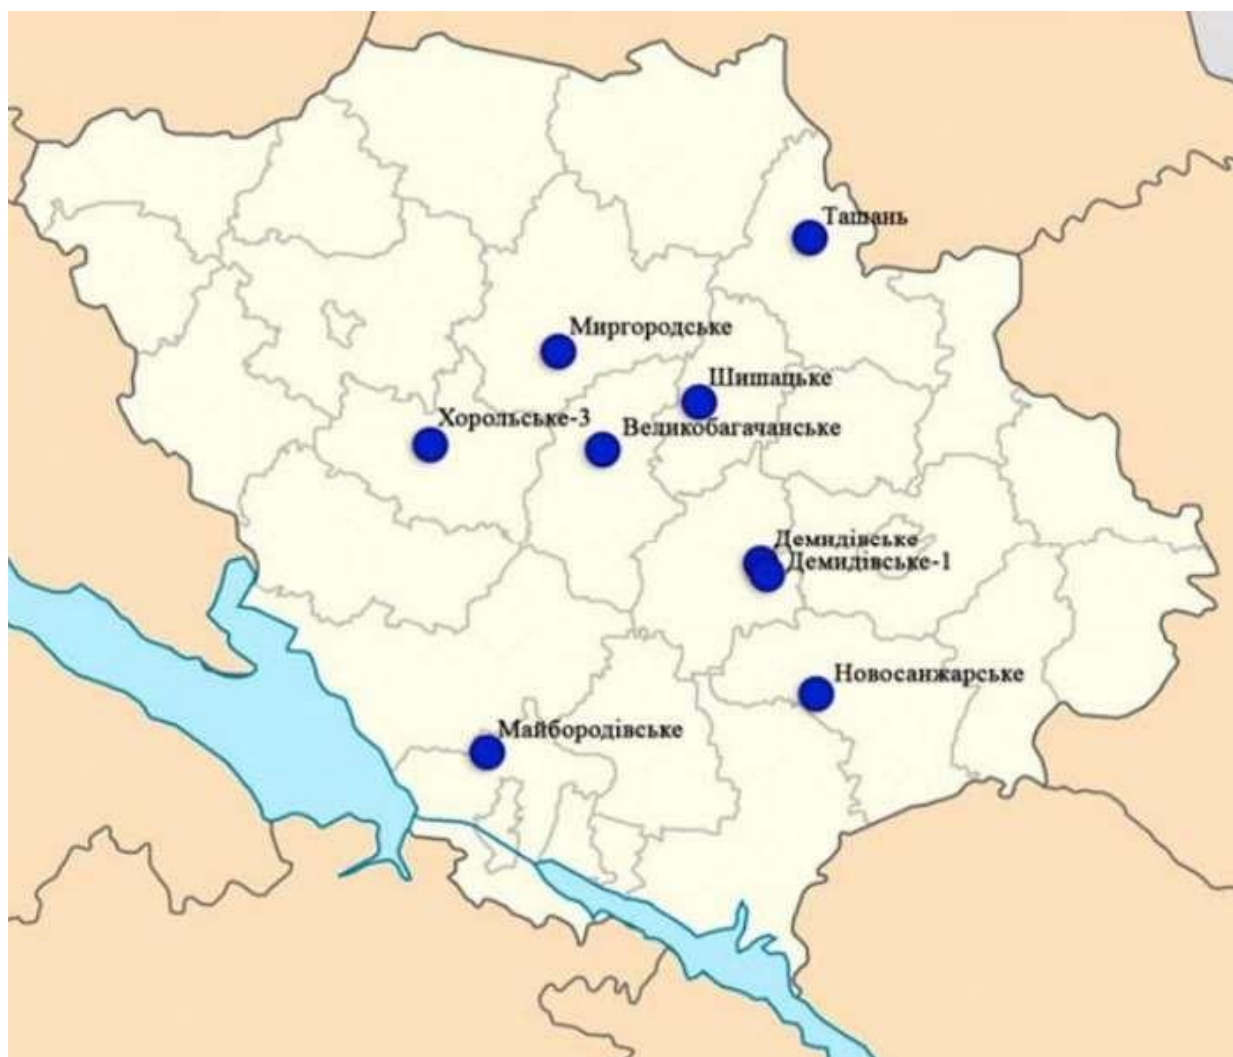 Ташань
Миргородське
Шишацьке
Хорольське-3
Великобагачанське
Демидівське
Демидівське-1
Новосанжарське
Майбородівське